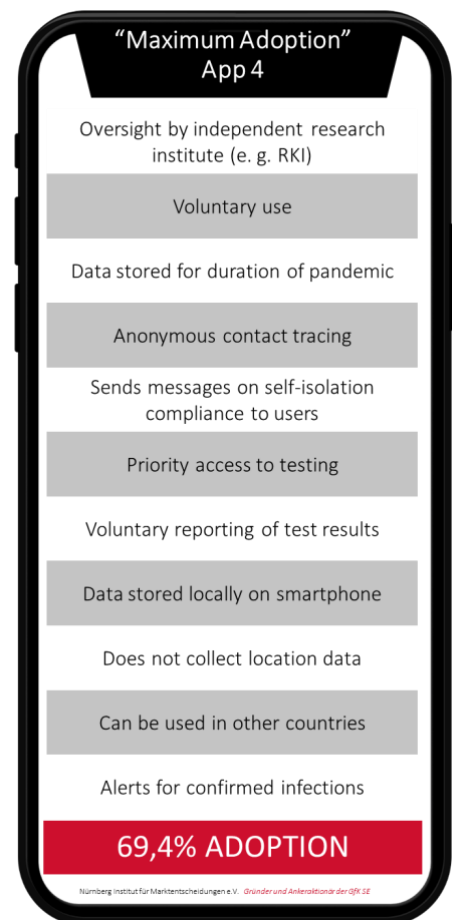 “Maximum Adoption”
App 4
Oversight by independent research
institute (e. g. RKI)
Voluntary use
Data stored for duration of pandemic
Anonymous contact tracing
Sends messages on self-isolation
compliance to users
Priority access to testing
Voluntary reporting of test results
Data stored locally on smartphone
Does not collect location data
Can be used in other countries
Alerts for confirmed infections
69,4% ADOPTION
Nürnberg Institut für Marktentscheidungen e.V. Gründer und Ankeraktionär der GfK SE